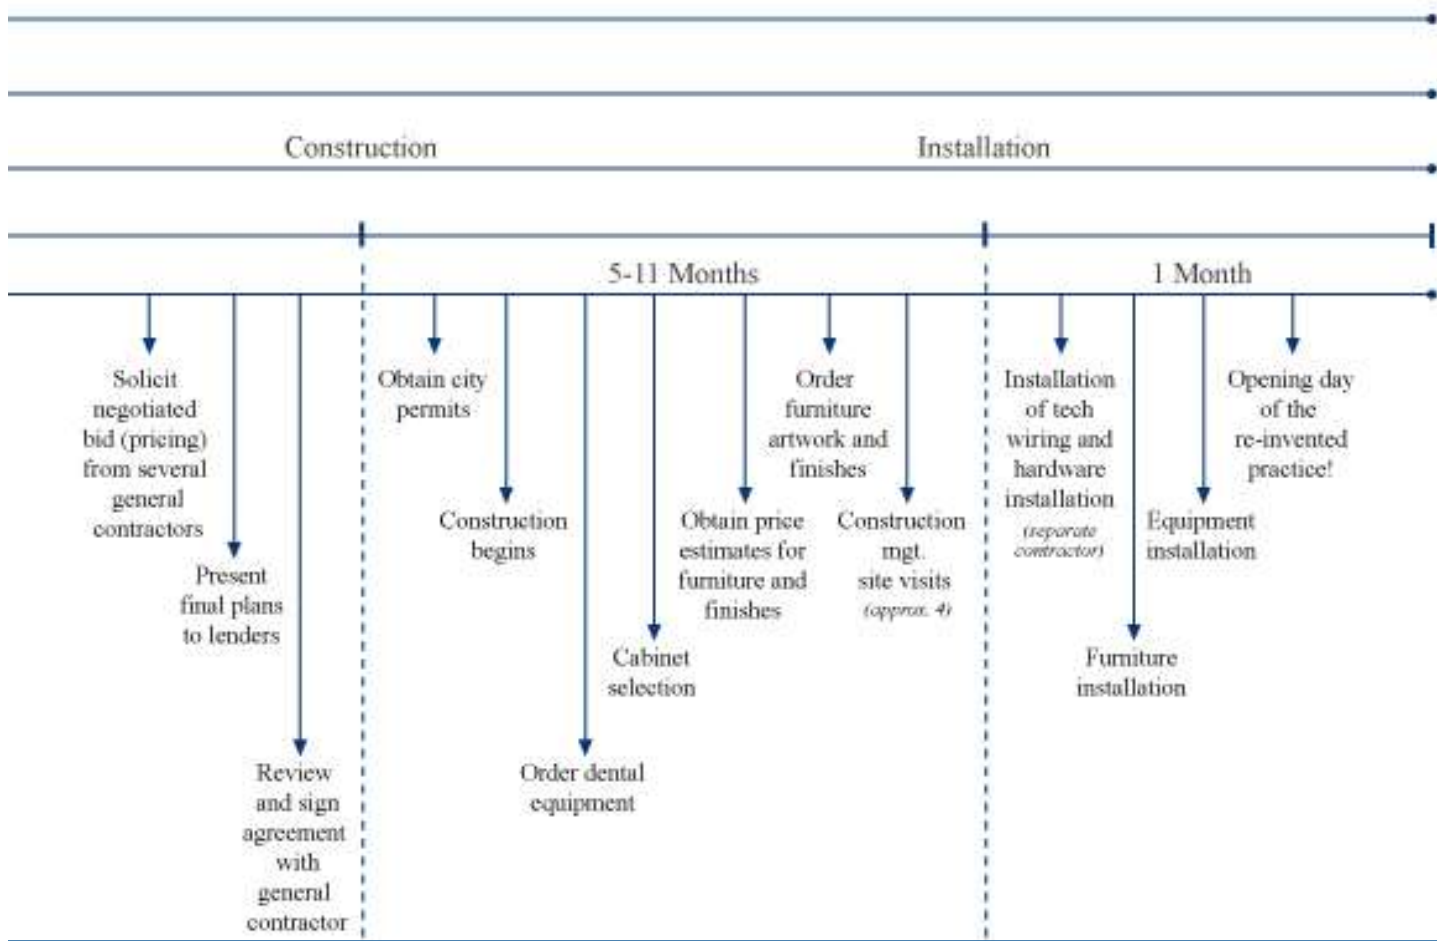 Construction
Installation
5-11 Months
1 Month
Solicit
negotiated
bid (pricing)
from several
general
contractors
Present
final plans
to lenders
Review
and sign
agreement
with
general
contractor
Obtain city
permits
Construction
begins
Order dental
equipment
Cabinet
selection
Obtain price
estimates for
furniture and
finishes
Order
furniture
artwork and
finishes
Construction
mgt.
site visits
(approx. 4)
Installation
of tech
wiring and
hardware
installation
(separate
contractor)
Furniture
installation
Equipment
installation
Opening day
of the
re-invented
practice!